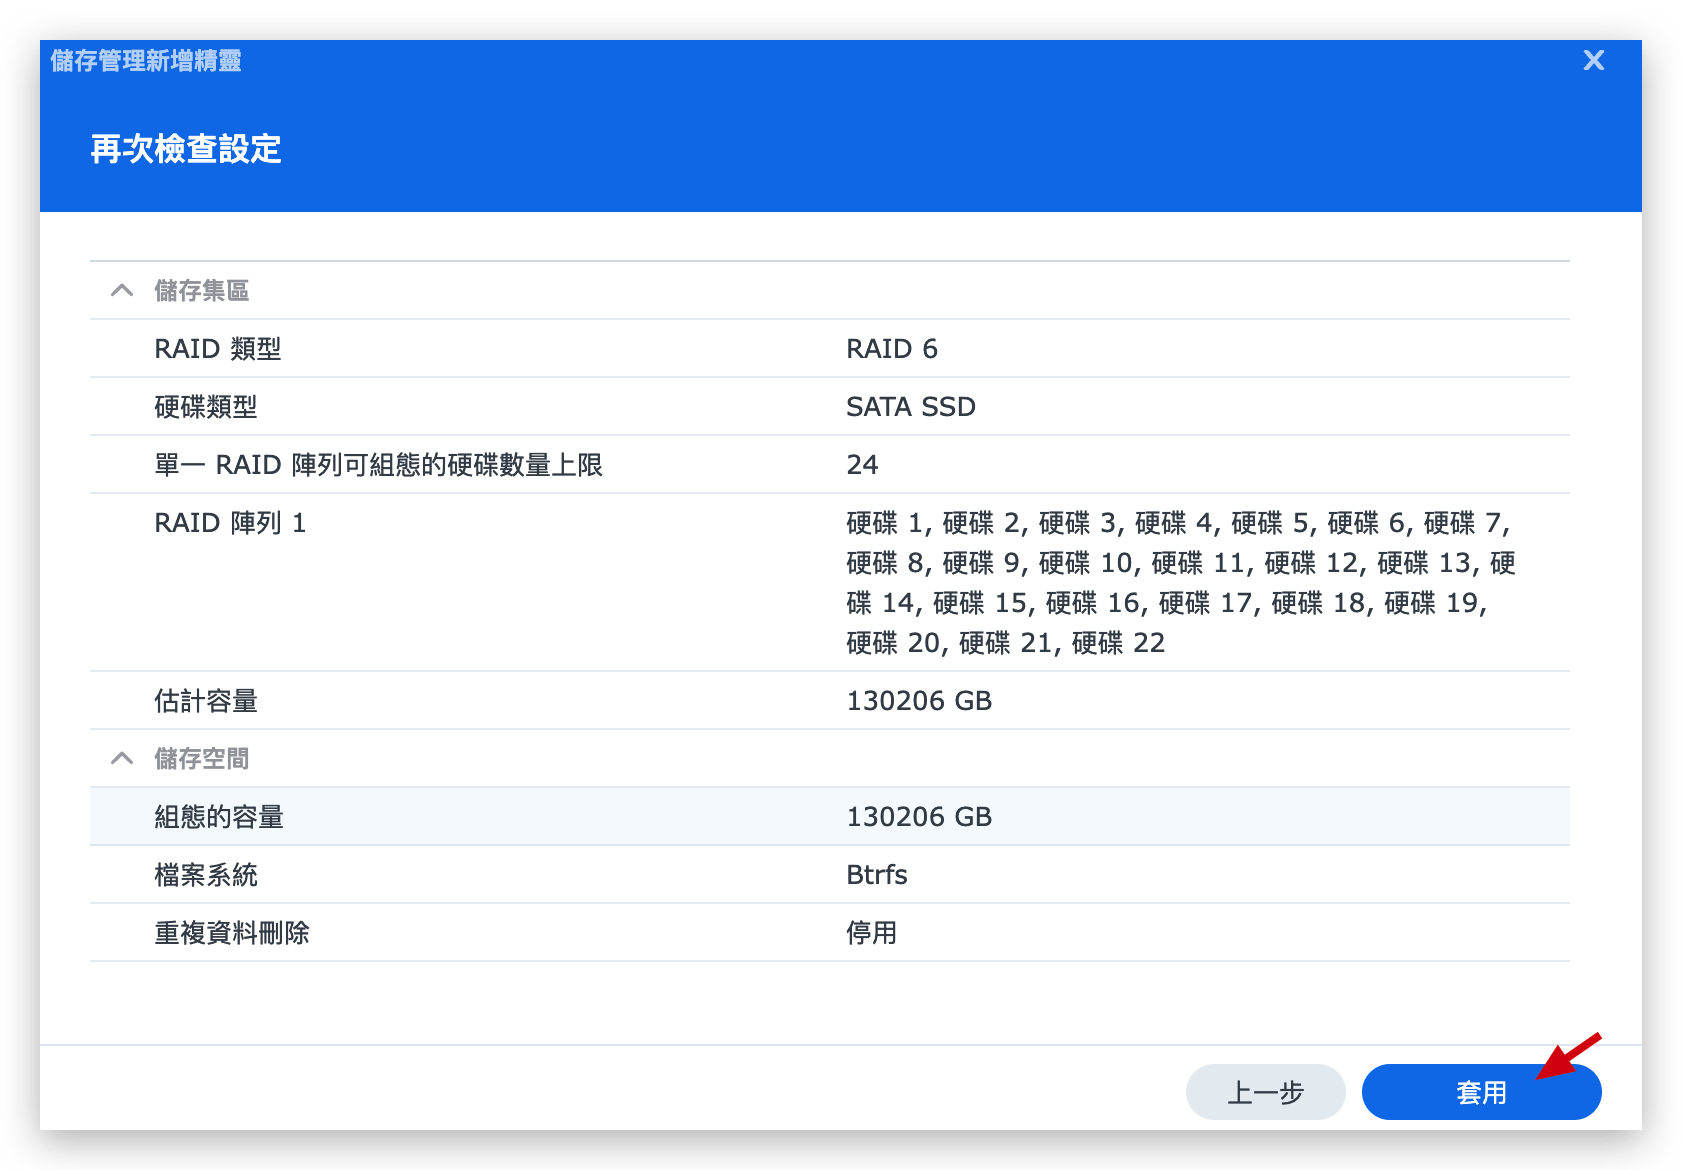 儲存管理新增精靈
再次檢查設定
儲存集區
RAID 類型 RAID 6
硬碟類型 SATA SSD
單一 RAID 陣列可組態的硬碟數量上限 24
RAID 陣列 1 硬碟 1, 硬碟 2, 硬碟 3, 硬碟 4, 硬碟 5, 硬碟 6, 硬碟 7,
硬碟 8, 硬碟 9, 硬碟 10, 硬碟 11, 硬碟 12, 硬碟 13, 硬
碟 14, 硬碟 15, 硬碟 16, 硬碟 17, 硬碟 18, 硬碟 19,
硬碟 20, 硬碟 21, 硬碟 22
估計容量 130206 GB
儲存空間
組態的容量 130206 GB
檔案系統 Btrfs
重複資料刪除 停用
上一步 套用